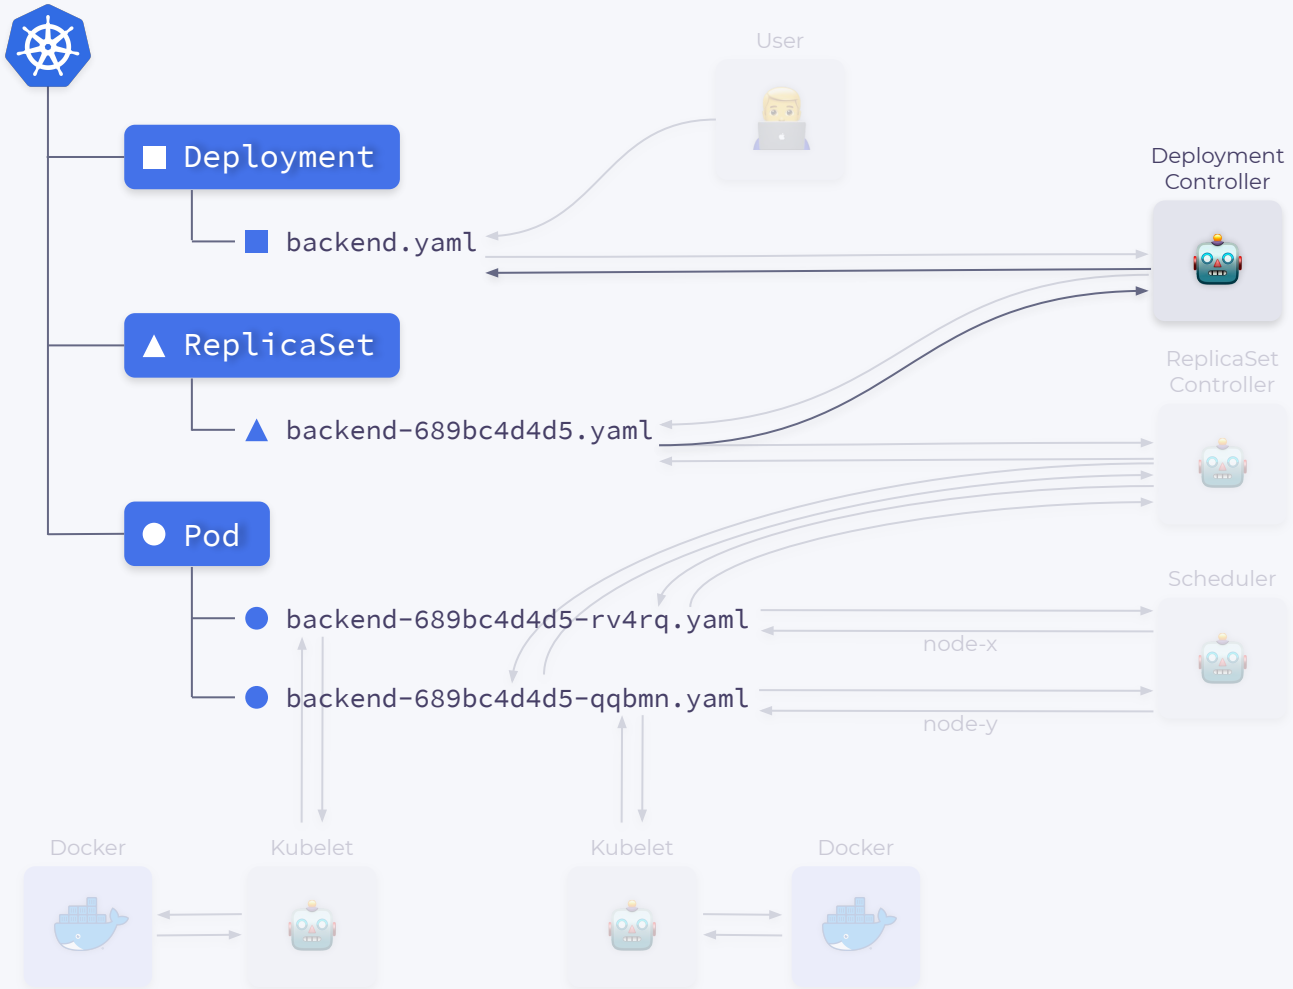 User
Deployment
Deployment
Controller
backend.yaml
ReplicaSet
ReplicaSet
Controller
backend-689bc4d4d5.yaml
Pod
Scheduler
backend-689bc4d4d5-rv4rq.yaml
node-x
backend-689bc4d4d5-qqbmn.yaml
node-y
Docker
Kubelet
Kubelet
Docker